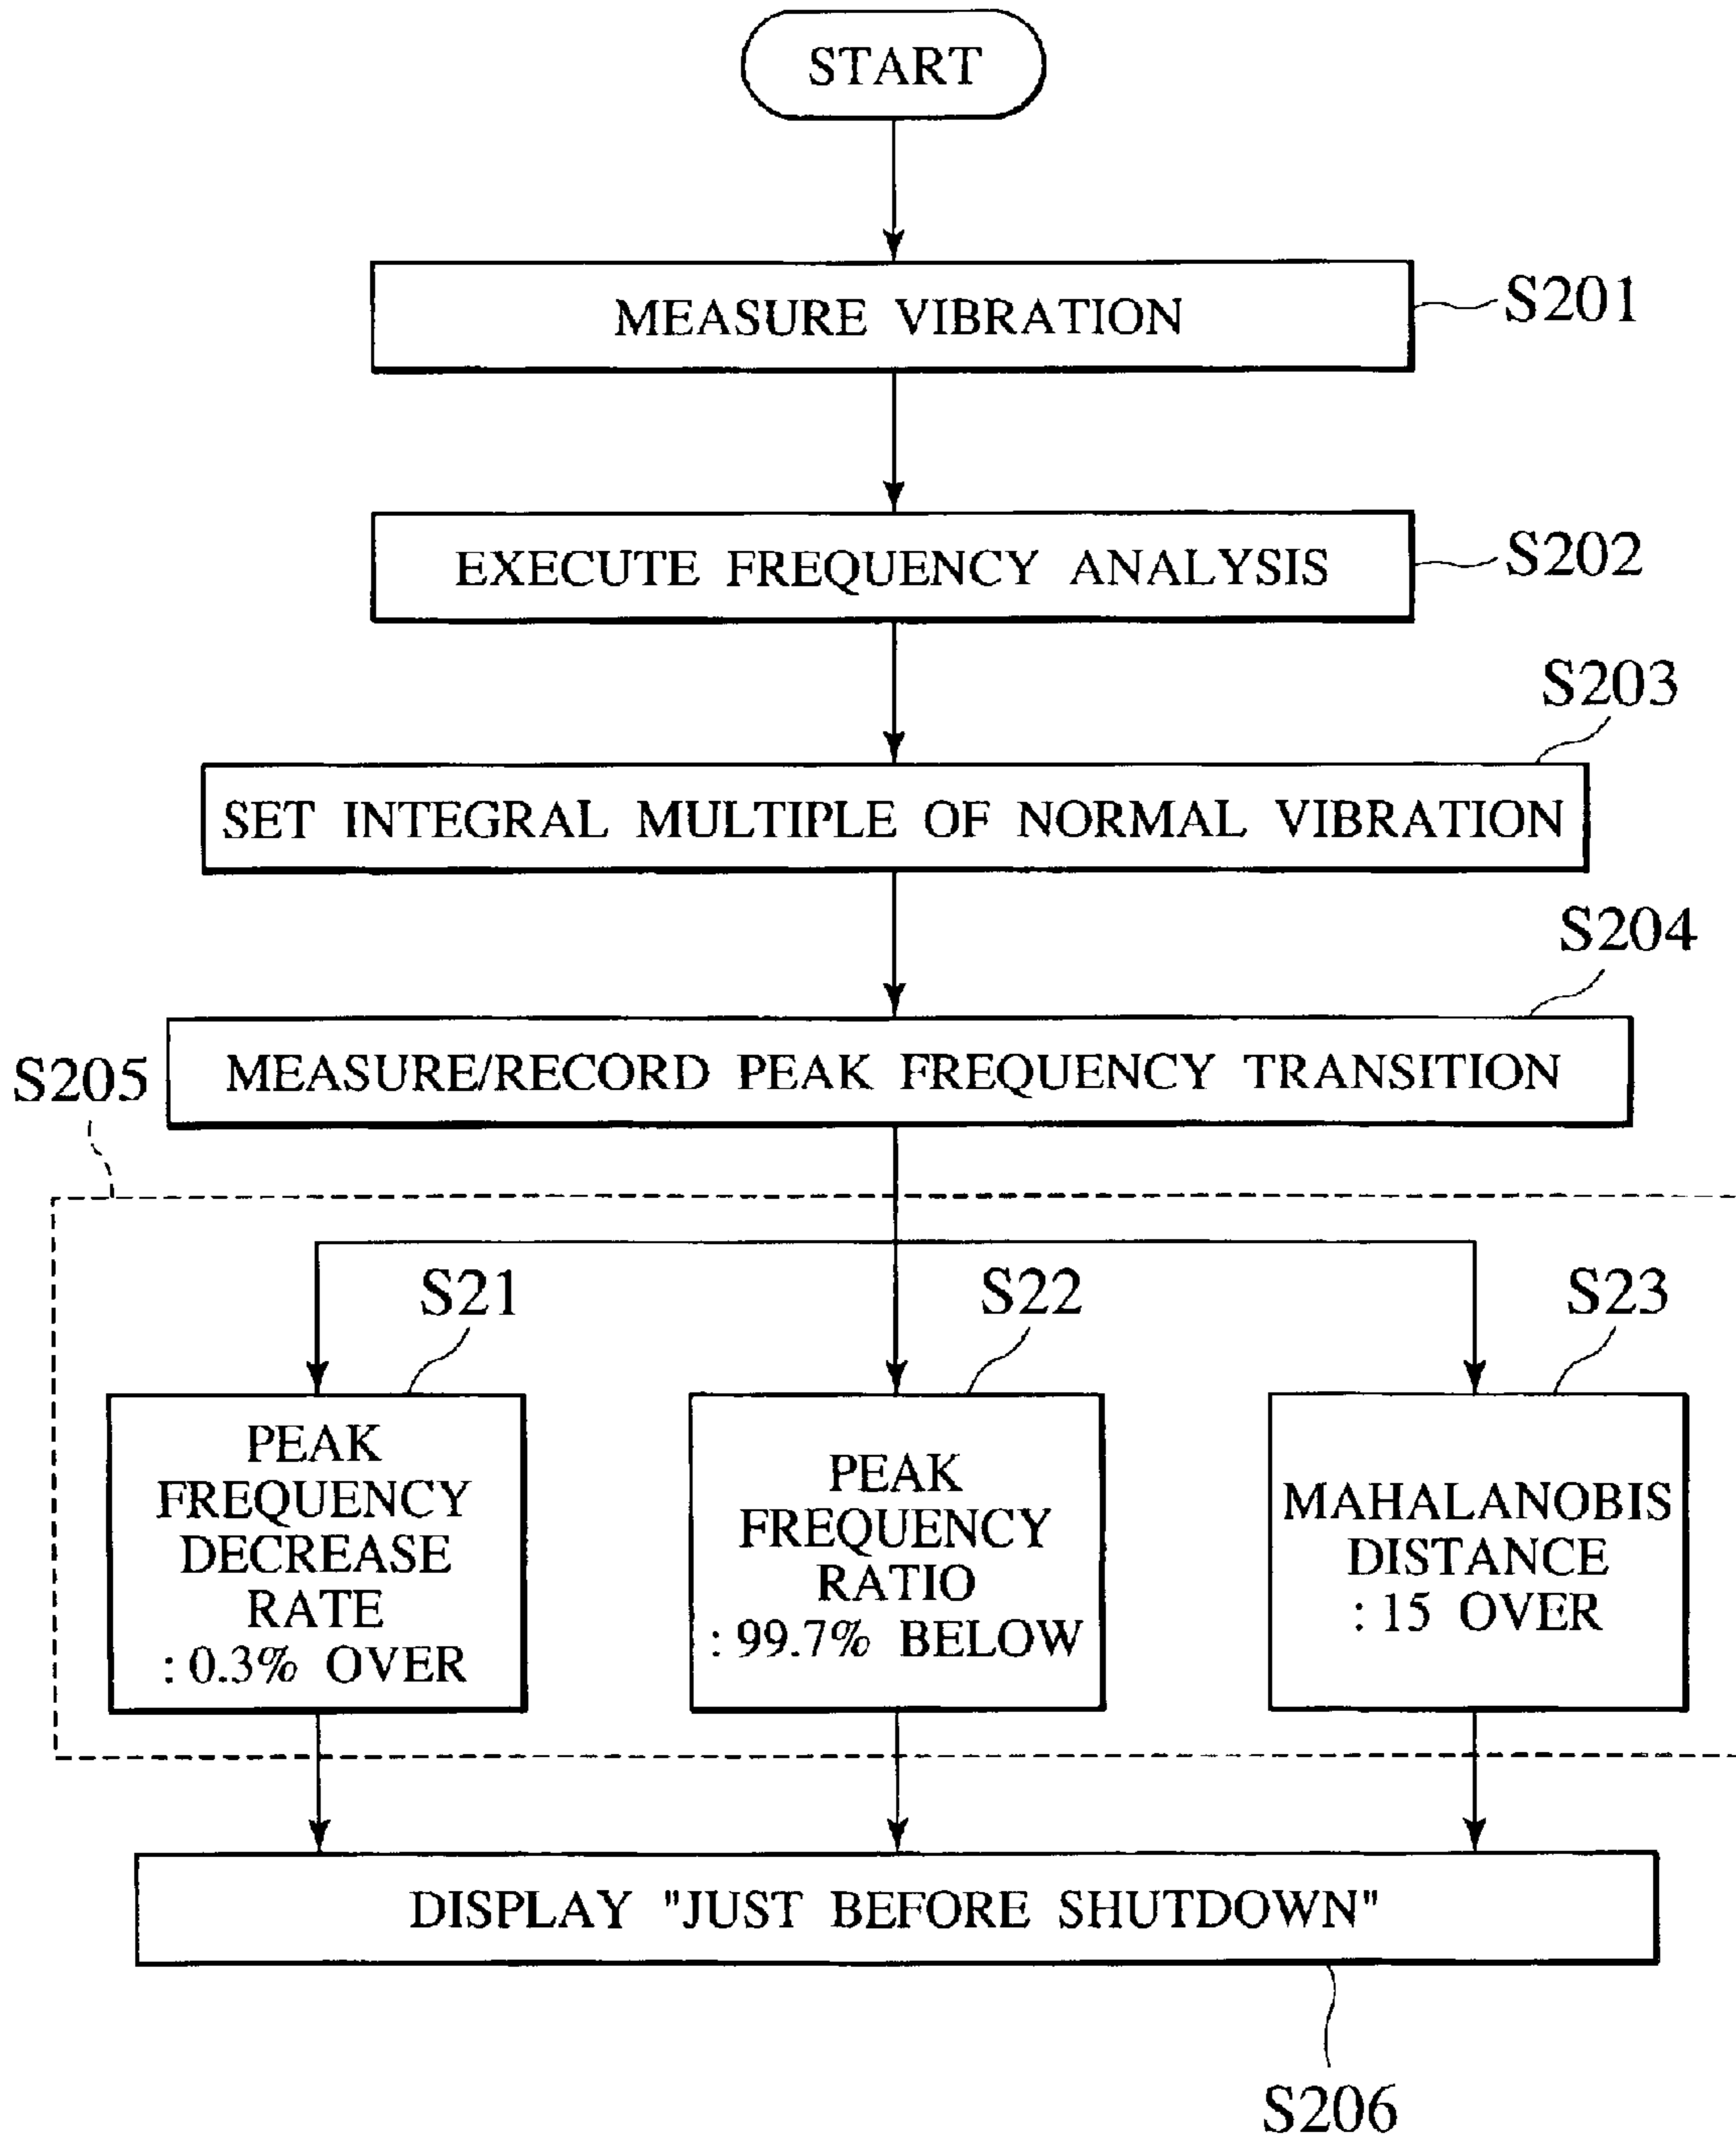 START
MEASURE VIBRATION
S201
EXECUTE FREQUENCY ANALYSIS
S202
S203
SET INTEGRAL MULTIPLE OF NORMAL VIBRATION
S204
MEASURE/RECORD PEAK FREQUENCY TRANSITION
S205
S21
PEAK
FREQUENCY
DECREASE
RATE
: 0.3% OVER
S22
PEAK
FREQUENCY
RATIO
: 99.7% BELOW
S23
MAHALANOBIS
DISTANCE
: 15 OVER
DISPLAY "JUST BEFORE SHUTDOWN"
S206